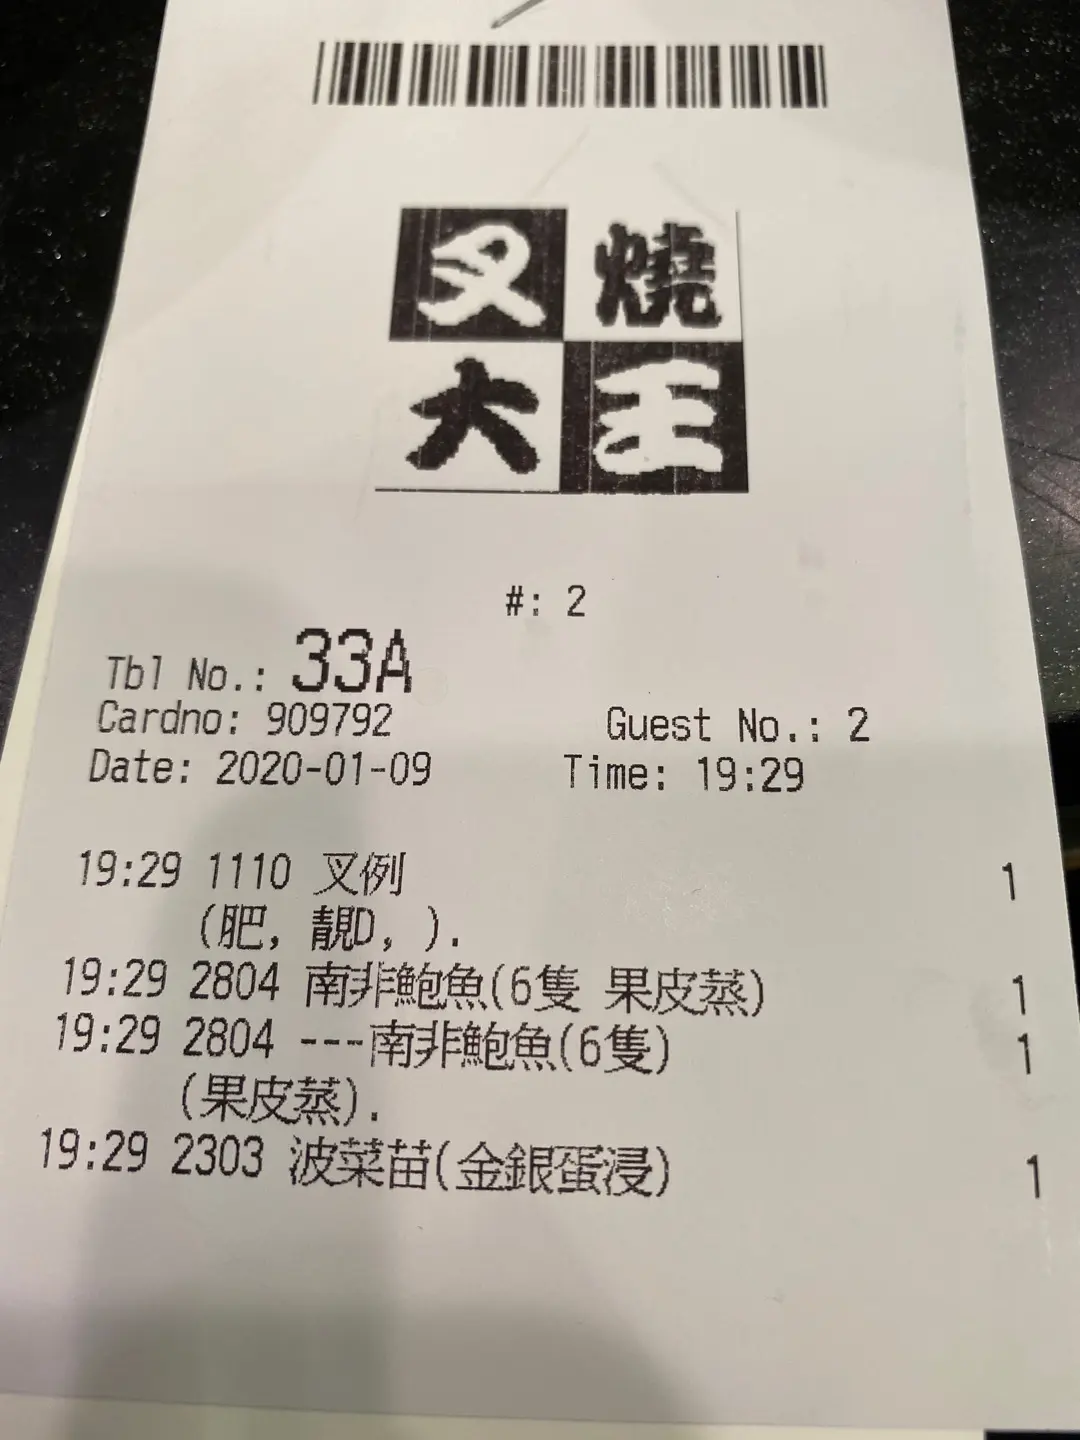 叉燒
大王
#: 2
Tbl No.: 33A
Cardno: 909792 Guest No.: 2
Date: 2020-01-09 Time: 19:29
19:29 1110 叉例 1
(肥, 靚D, ).
19:29 2804 南非鮑魚(6隻 果皮蒸) 1
19:29 2804 ---南非鮑魚(6隻) 1
(果皮蒸).
19:29 2303 波菜苗(金銀蛋浸) 1